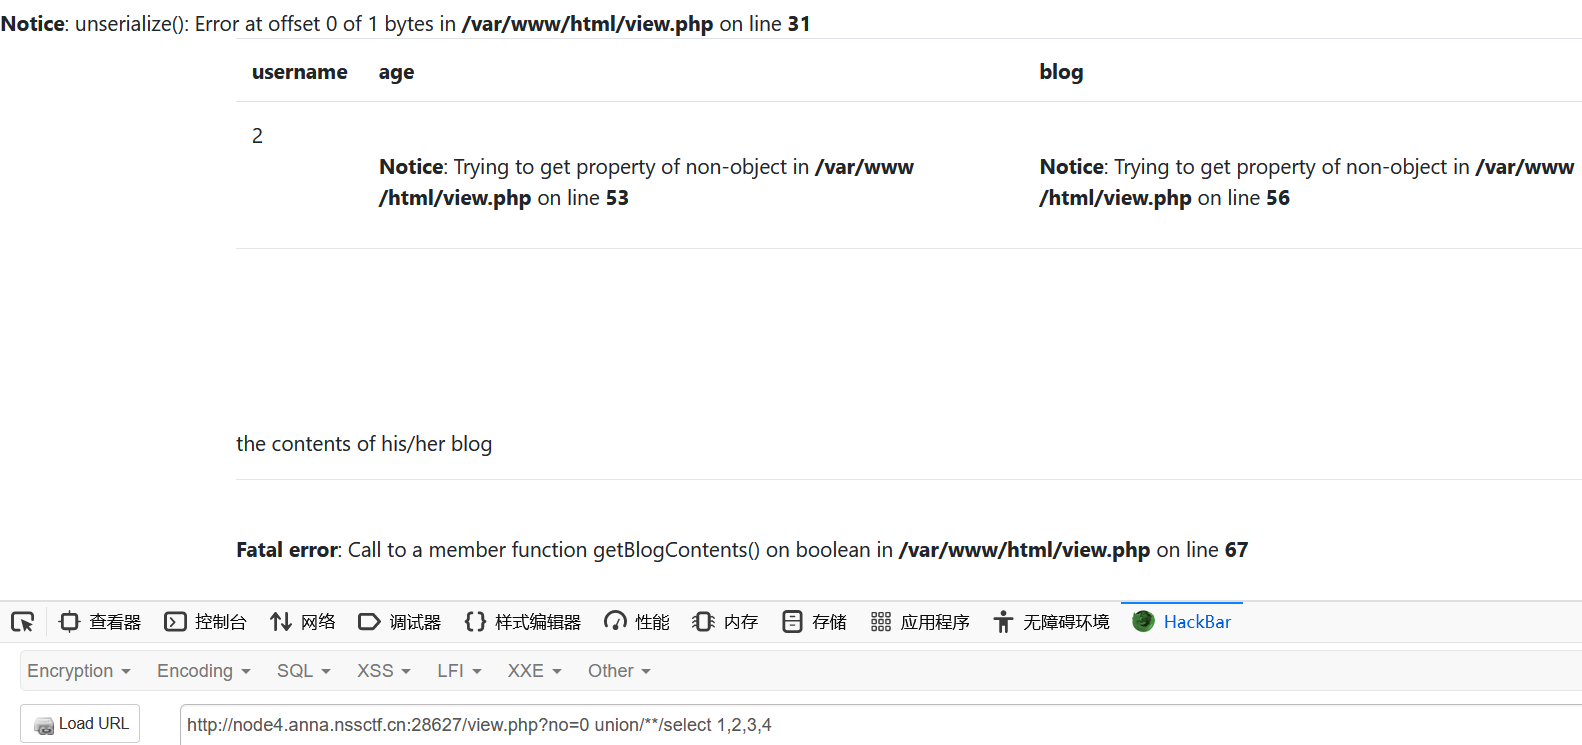 Notice: unserialize(): Error at offset 0 of 1 bytes in /var/www/html/view.php on line 31
username age blog
2
Notice: Trying to get property of non-object in /var/www
/html/view.php on line 53
Notice: Trying to get property of non-object in /var/www
/html/view.php on line 56
the contents of his/her blog
Fatal error: Call to a member function getBlogContents() on boolean in /var/www/html/view.php on line 67
查看器 控制台 网络 调试器 样式编辑器 性能 内存 存储 应用程序 无障碍环境 HackBar
Encryption Encoding SQL XSS LFI XXE Other
Load URL http://node4.anna.nssctf.cn:28627/view.php?no=0 union/**/select 1,2,3,4